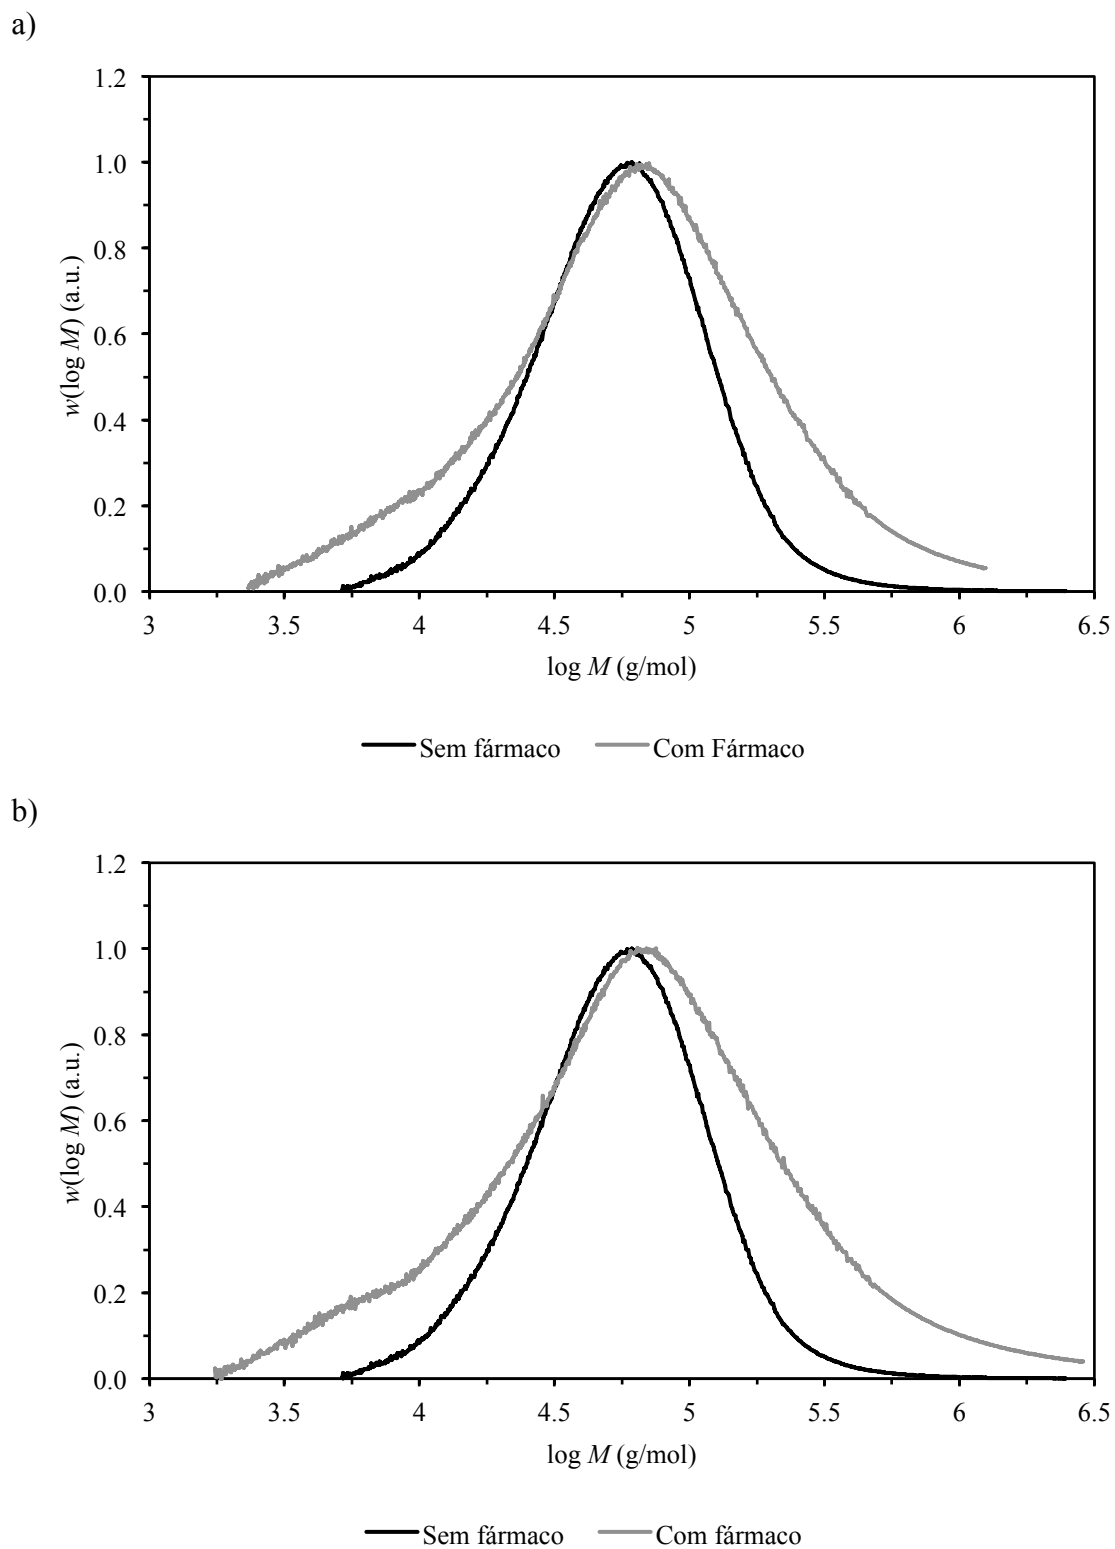 a)
1.2
1.0
0.8
0.6
0.4
0.2
0.0
w(log M) (a.u.)
3 3.5 4 4.5 5 5.5 6 6.5
log M (g/mol)
Sem fármaco Com Fármaco
b)
1.2
1.0
0.8
0.6
0.4
0.2
0.0
w(log M) (a.u.)
3 3.5 4 4.5 5 5.5 6 6.5
log M (g/mol)
Sem fármaco Com fármaco